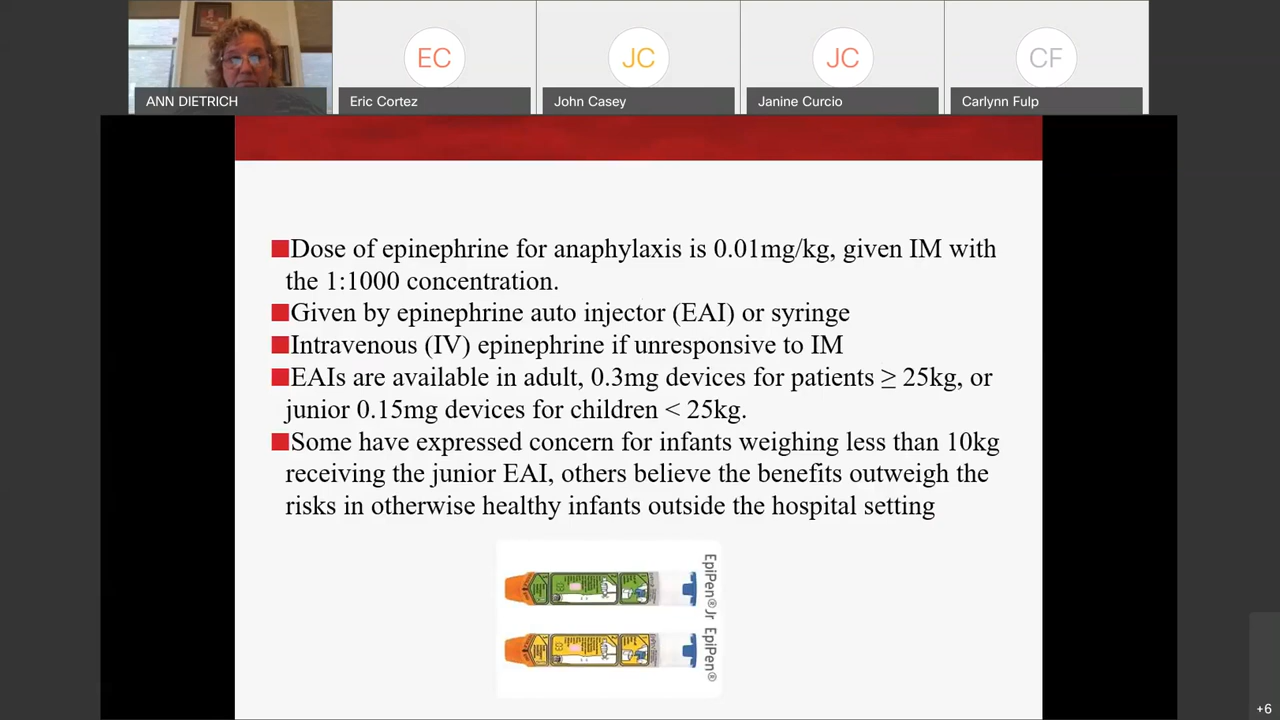 EC
JC
JC
CF
ANN DIETRICH
Eric Cortez
John Casey
Janine Curcio
Carlynn Fulp
Dose of epinephrine for anaphylaxis is 0.01mg/kg, given IM with
the 1:1000 concentration.
Given by epinephrine auto injector (EAI) or syringe
Intravenous (IV) epinephrine if unresponsive to IM
EAIs are available in adult, 0.3mg devices for patients ≥ 25kg, or
junior 0.15mg devices for children < 25kg.
Some have expressed concern for infants weighing less than 10kg
receiving the junior EAI, others believe the benefits outweigh the
risks in otherwise healthy infants outside the hospital setting
EpiPen®Jr EpiPen®
+6